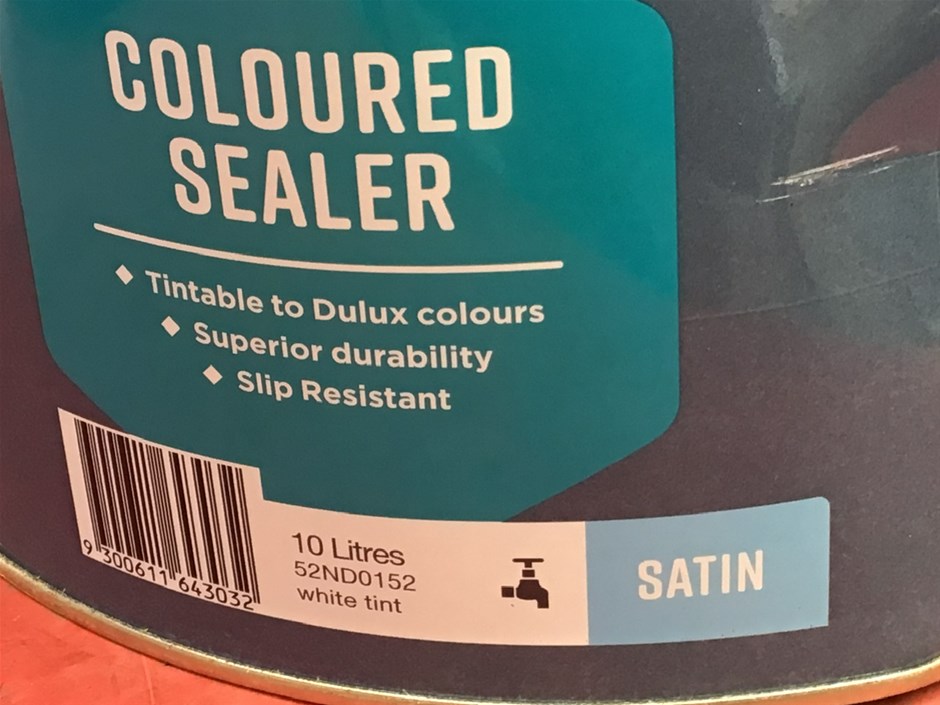 COLOURED
SEALER
Tintable to Dulux colours
Superior durability
Slip Resistant
9 300611 643032
10 Litres
52ND0152
white tint
SATIN